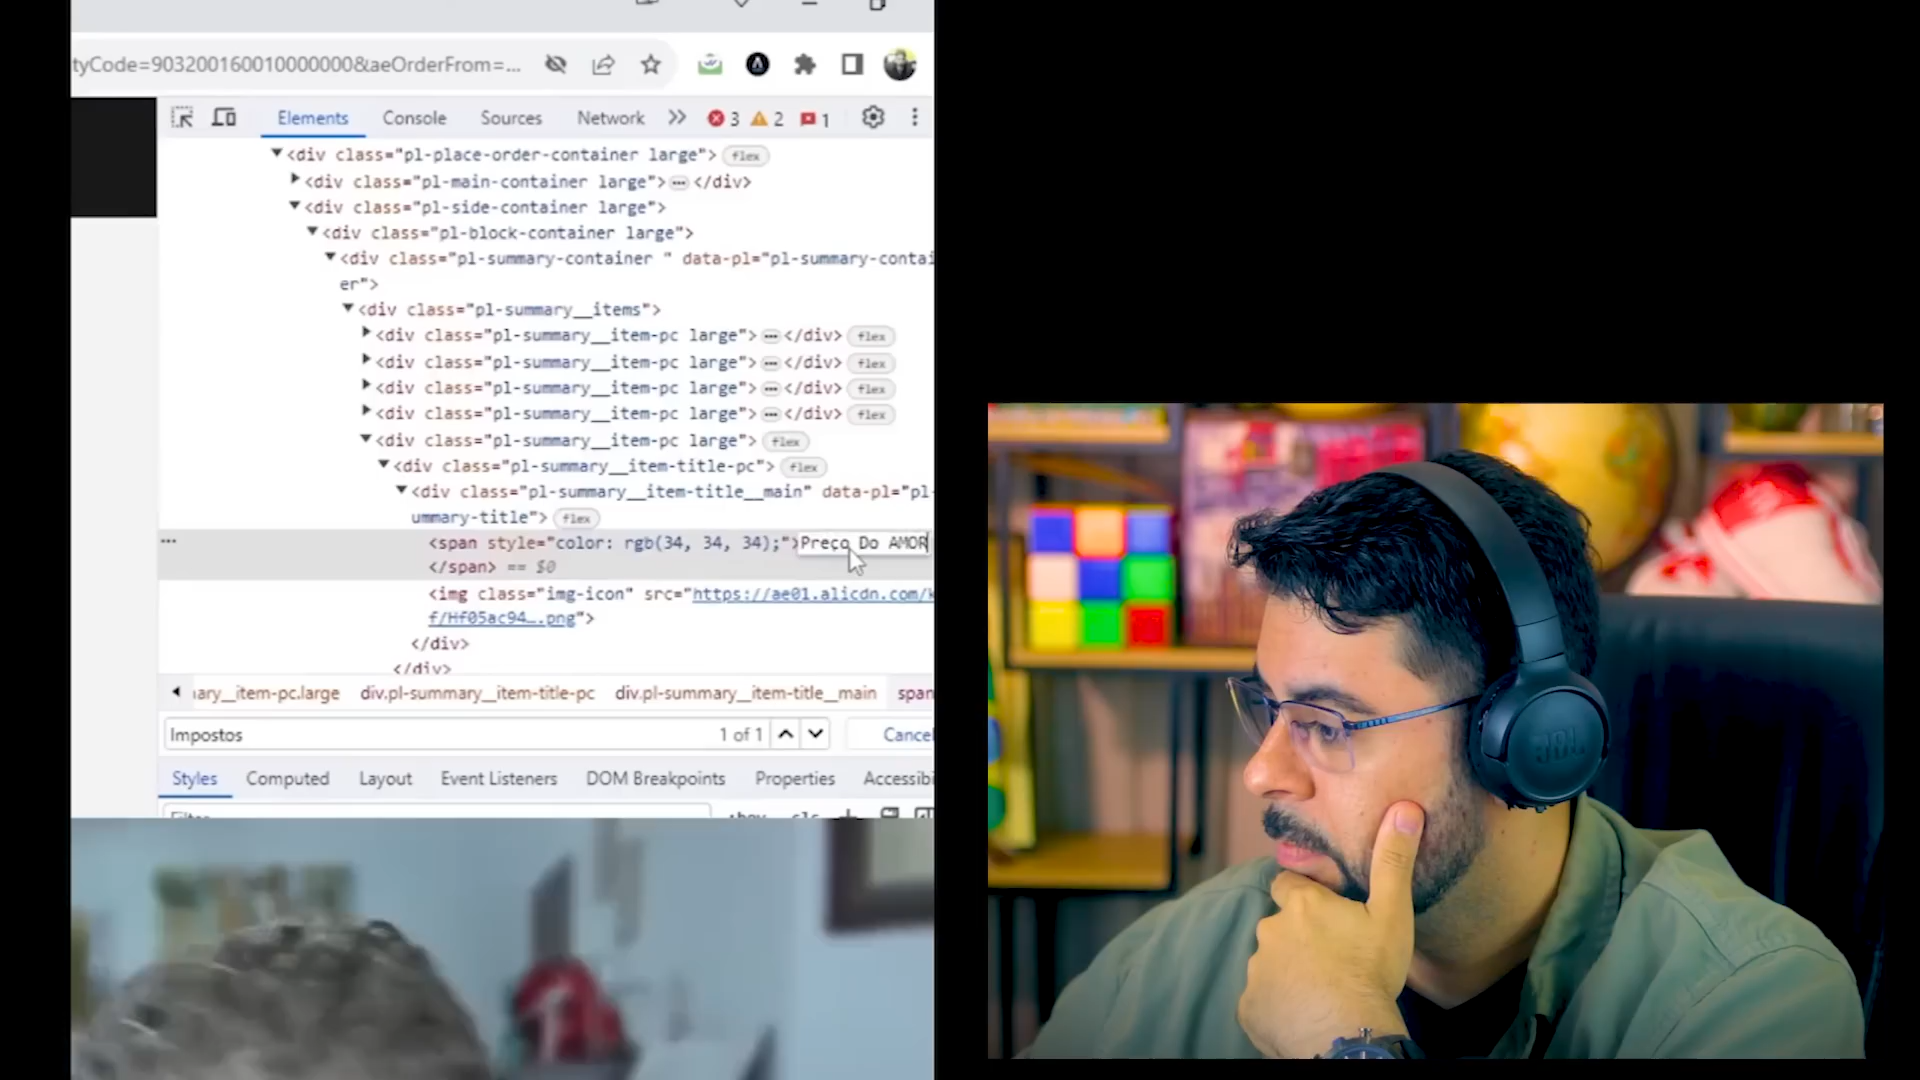 tyCode=903200160010000000&aeOrderFrom=...
Elements Console Sources Network 3 2 1
<div class="pl-place-order-container large"> flex
<div class="pl-main-container large"> ⋯ </div>
<div class="pl-side-container large">
<div class="pl-block-container large">
<div class="pl-summary-container " data-pl="pl-summary-contai
er">
<div class="pl-summary__items">
<div class="pl-summary__item-pc large"> ⋯ </div> flex
<div class="pl-summary__item-pc large"> ⋯ </div> flex
<div class="pl-summary__item-pc large"> ⋯ </div> flex
<div class="pl-summary__item-pc large"> ⋯ </div> flex
<div class="pl-summary__item-pc large"> flex
<div class="pl-summary__item-title-pc"> flex
<div class="pl-summary__item-title__main" data-pl="pl-
ummary-title"> flex
<span style="color: rgb(34, 34, 34);">Preço Do AMOR
</span> == $0
<img class="img-icon" src="https://ae01.alicdn.com/k
f/Hf05ac94….png">
</div>
</div>
ary__item-pc.large div.pl-summary__item-title-pc div.pl-summary__item-title__main span
Impostos 1 of 1 Cancel
Styles Computed Layout Event Listeners DOM Breakpoints Properties Accessibi
JBL